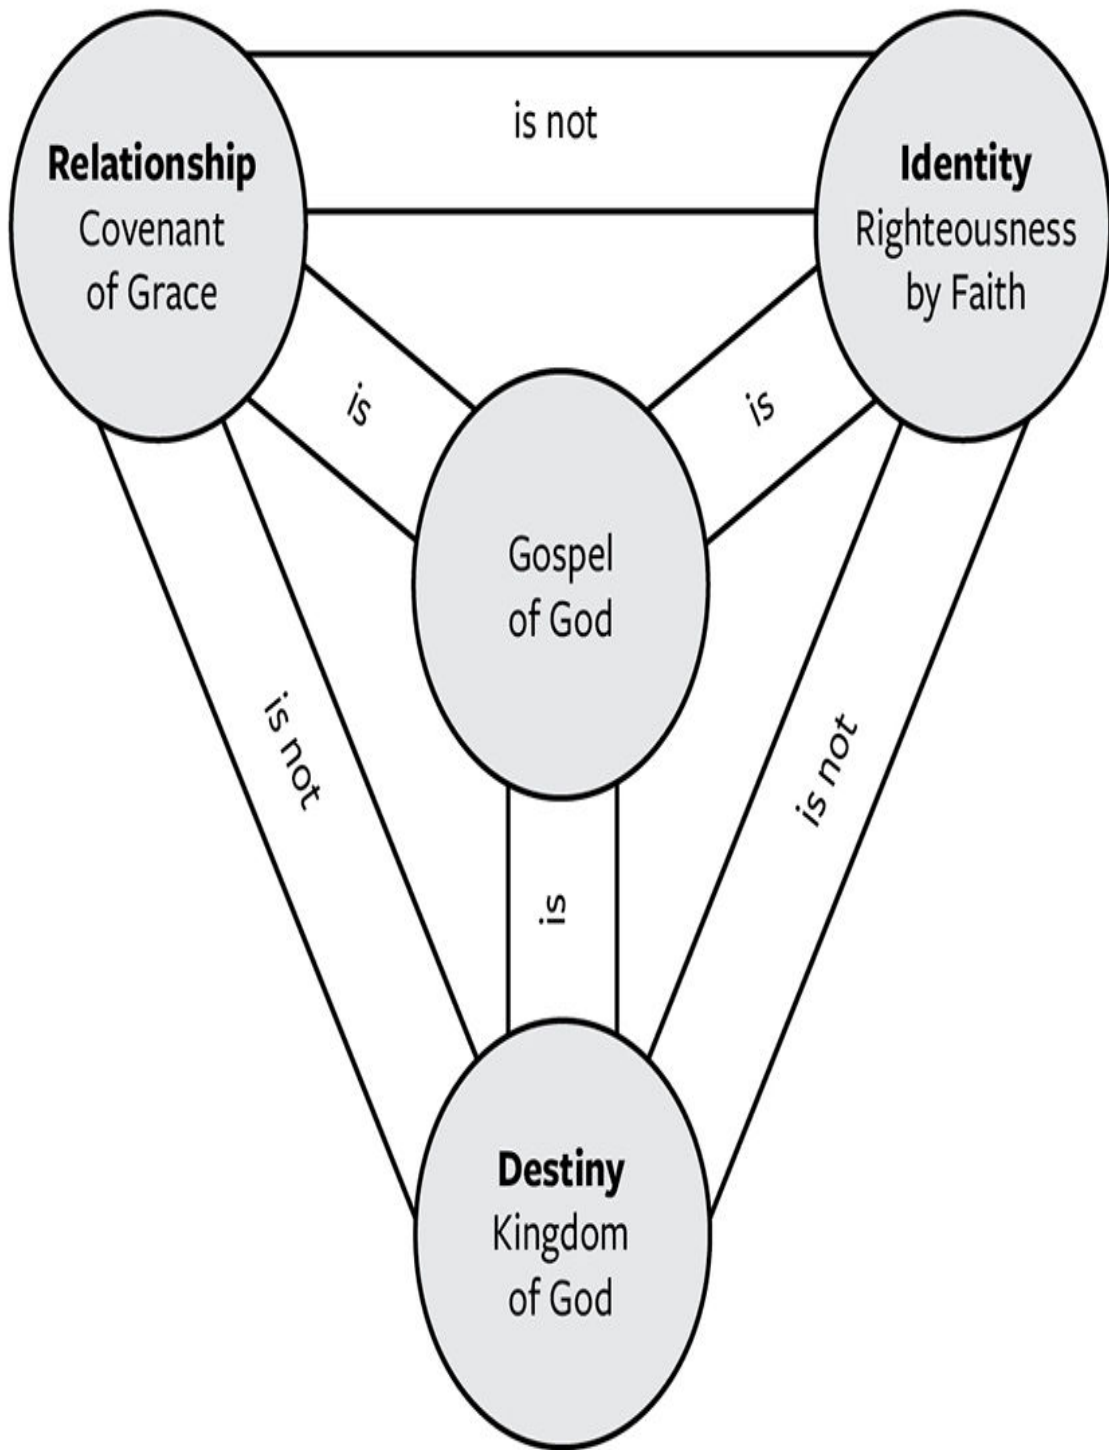 is not
Relationship
Covenant
of Grace
Identity
Righteousness
by Faith
is
is
Gospel
of God
is not
is not
is
Destiny
Kingdom
of God